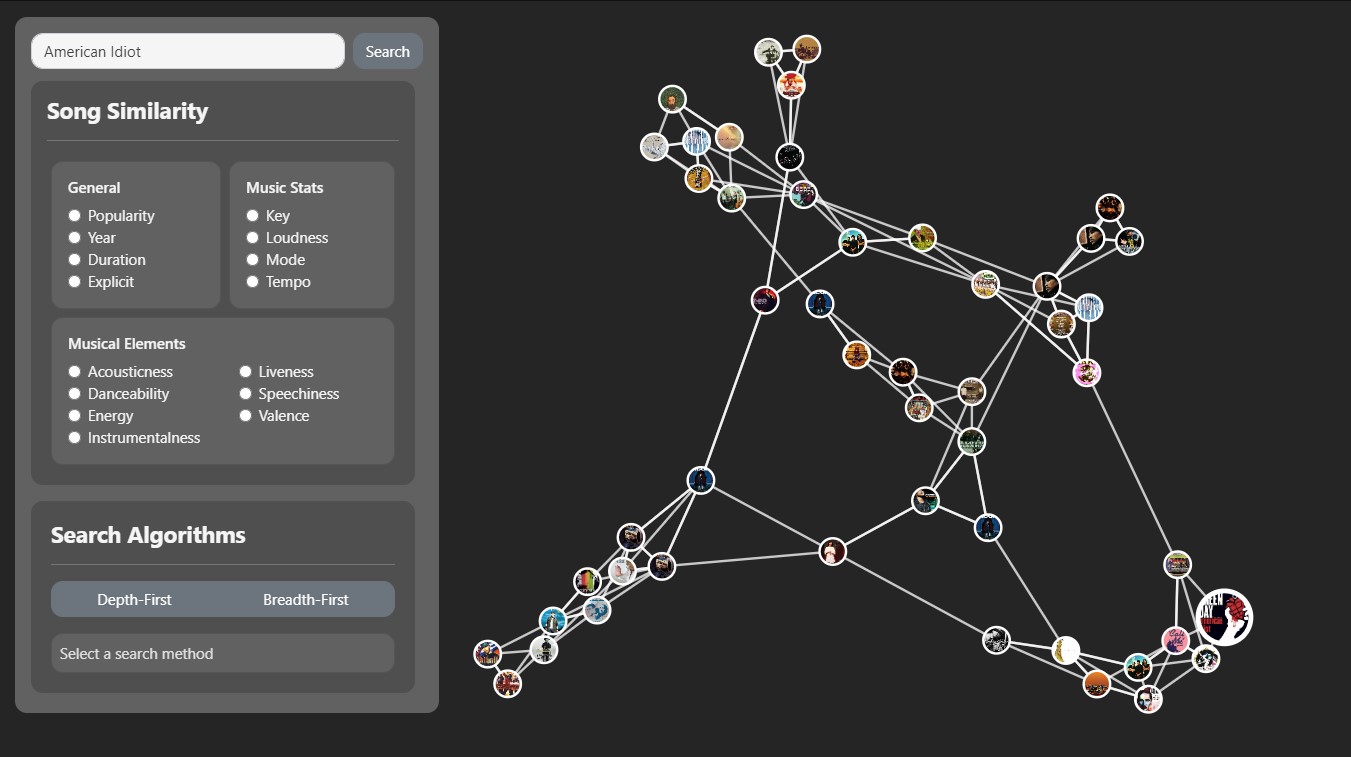 American Idiot
Search
Song Similarity
General
Popularity
Year
Duration
Explicit
Music Stats
Key
Loudness
Mode
Tempo
Musical Elements
Acousticness
Danceability
Energy
Instrumentalness
Liveness
Speechiness
Valence
Search Algorithms
Depth-First
Breadth-First
Select a search method